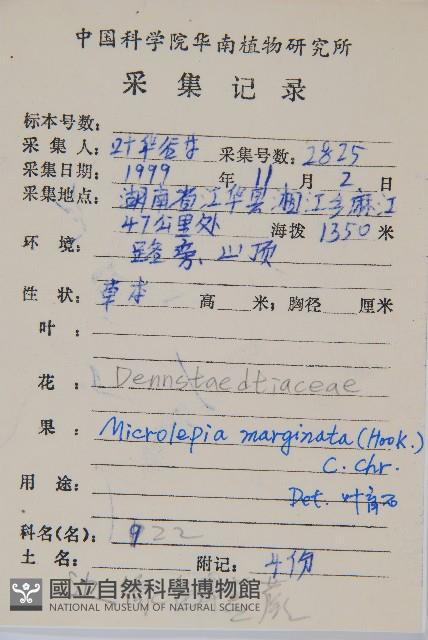 中国科学院华南植物研究所
采集记录
标本号数:
采集人: 叶华谷等 采集号数: 2825
采集日期: 1999 年 11 月 2 日
采集地点: 湖南省江华县湘江乡麻江
47公里处 海拨 1350 米
环境: 路旁、山顶
性状: 草本 高 米; 胸径 厘米
叶:
花: Dennstaedtiaceae
果: Microlepia marginata (Hook.)
C. Chr.
用途: Det. 叶育石
科名(名): 922
土名: 附记: 4份
國立自然科學博物館
NATIONAL MUSEUM OF NATURAL SCIENCE